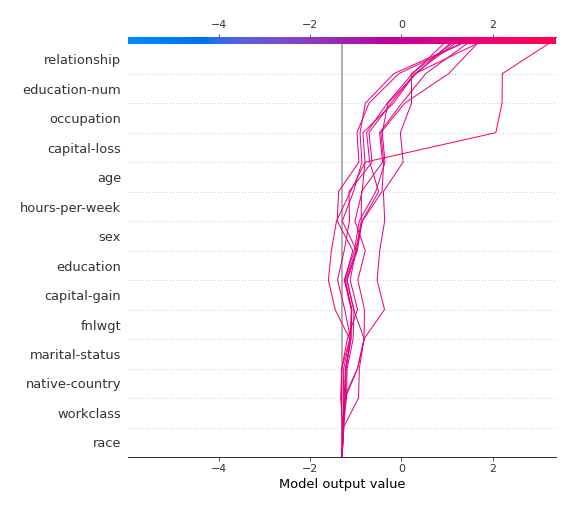 −4 −2 0 2
relationship
education-num
occupation
capital-loss
age
hours-per-week
sex
education
capital-gain
fnlwgt
marital-status
native-country
workclass
race
−4 −2 0 2
Model output value